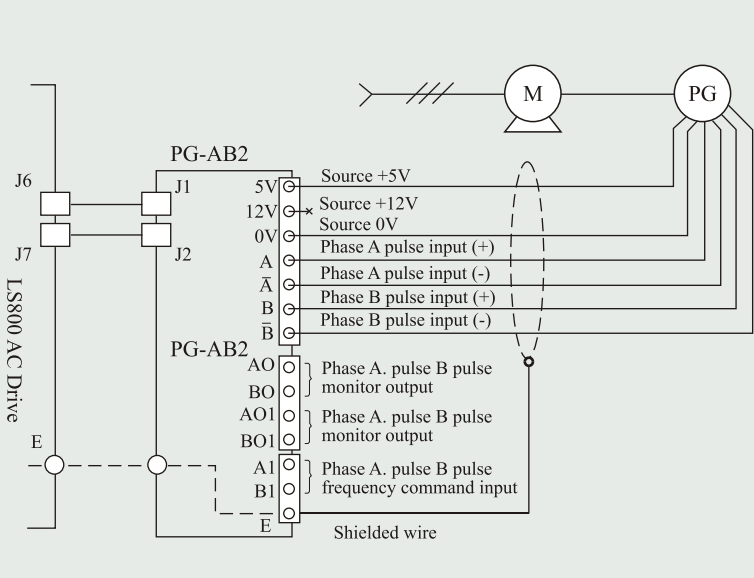 M
PG
PG-AB2
J6
J1
J7
J2
5V
Source +5V
12V
Source +12V
0V
Source 0V
A
Phase A pulse input (+)
A̅
Phase A pulse input (-)
B
Phase B pulse input (+)
B̅
Phase B pulse input (-)
LS800 AC Drive
PG-AB2
AO
BO
Phase A. pulse B pulse
monitor output
AO1
BO1
Phase A. pulse B pulse
monitor output
A1
B1
Phase A. pulse B pulse
frequency command input
E
E
Shielded wire